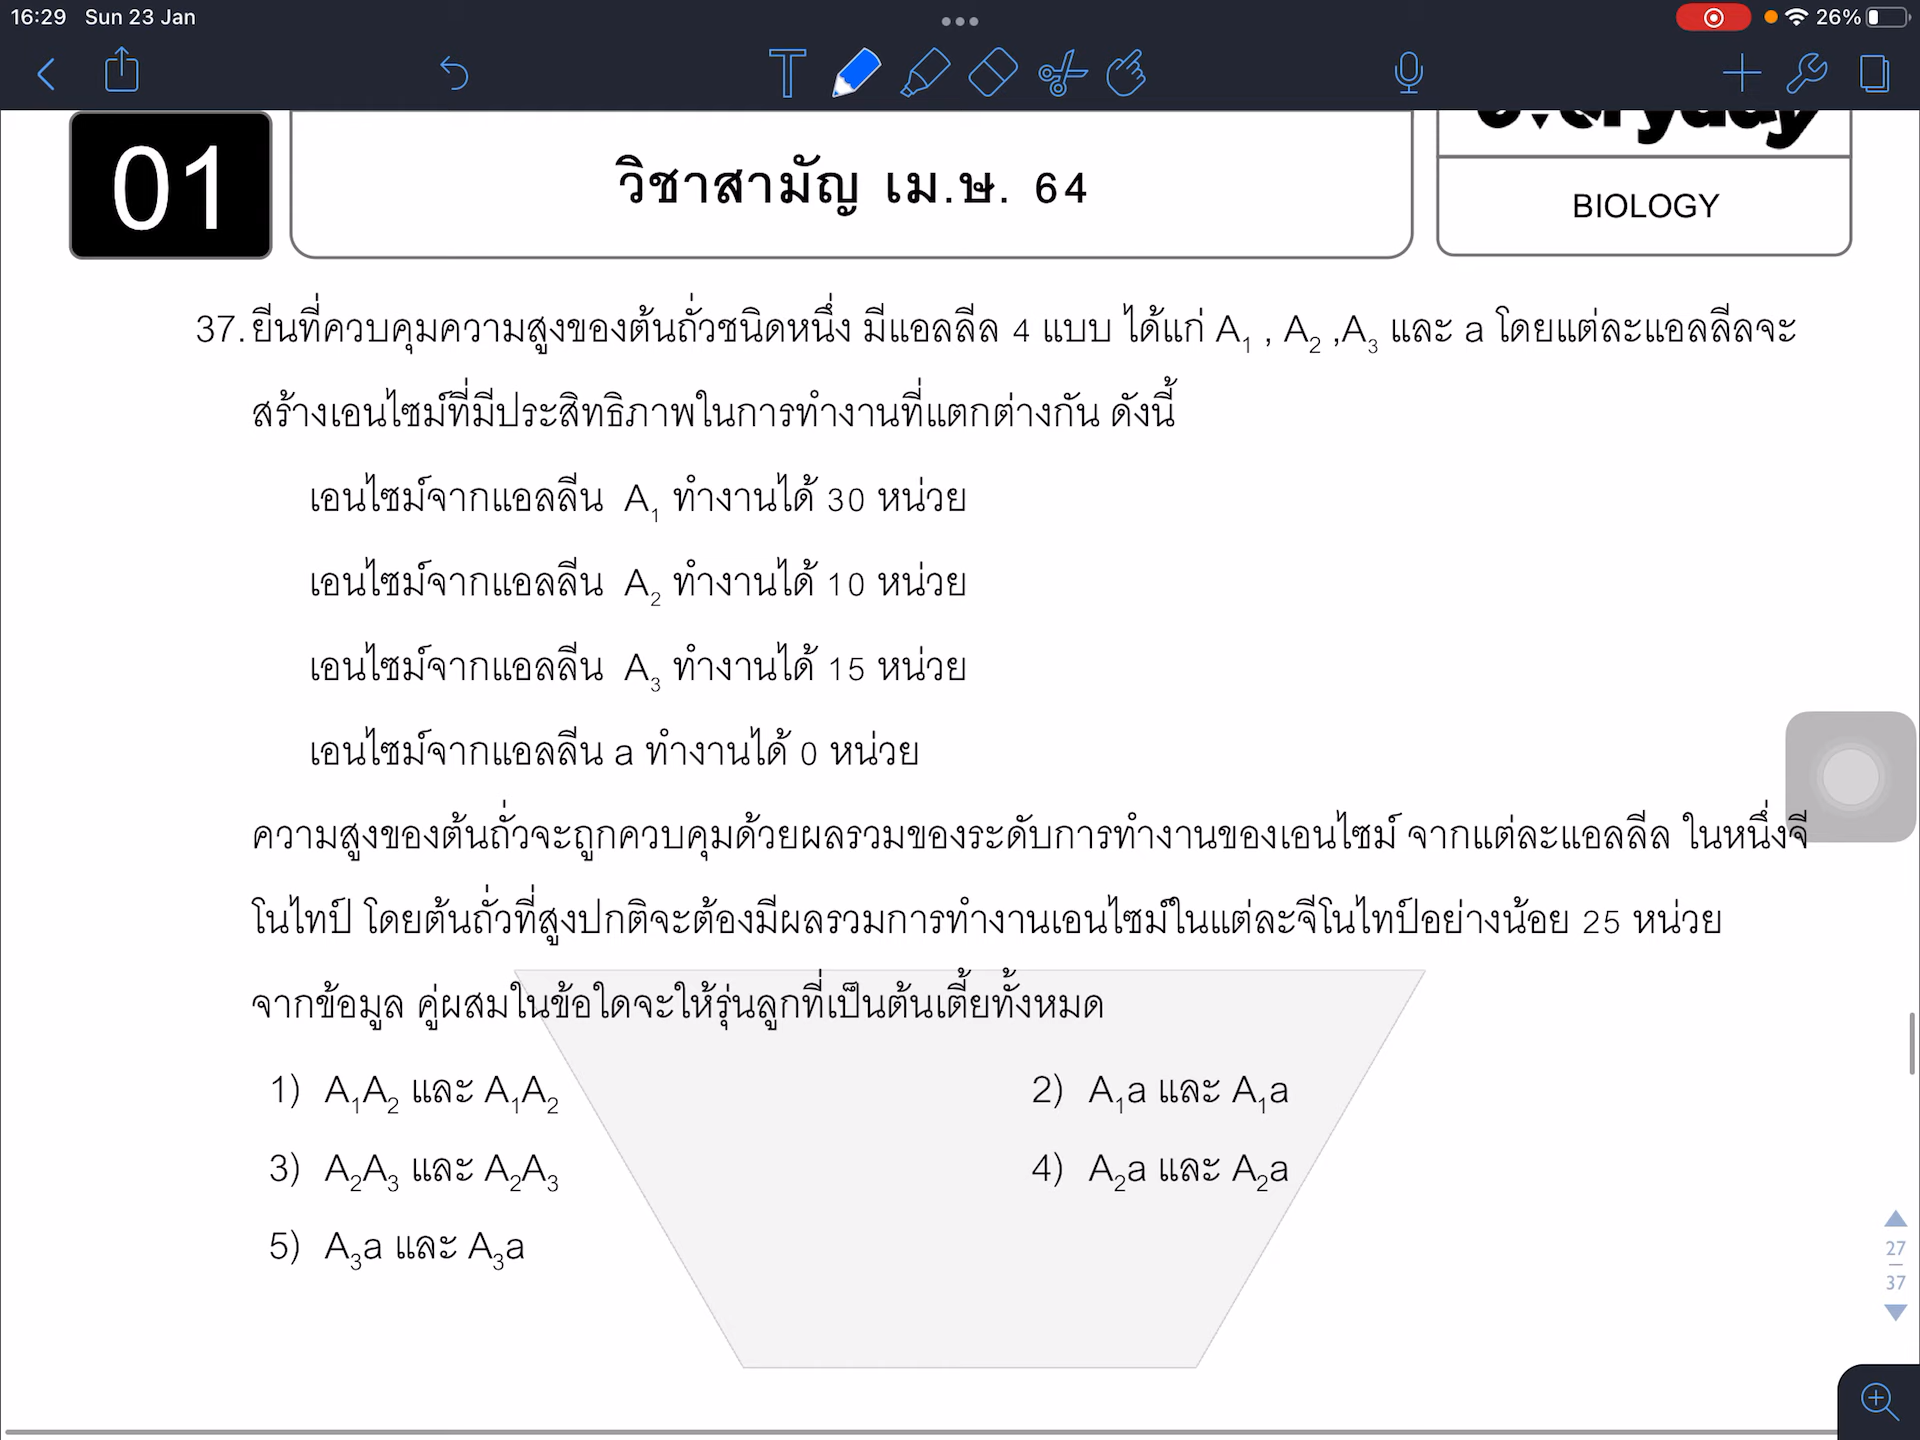 16:29 Sun 23 Jan
26%
01
วิชาสามัญ เม.ษ. 64
everyday
BIOLOGY
37. ยีนที่ควบคุมความสูงของต้นถั่วชนิดหนึ่ง มีแอลลีล 4 แบบ ได้แก่ A₁ , A₂ ,A₃ และ a โดยแต่ละแอลลีลจะ
สร้างเอนไซม์ที่มีประสิทธิภาพในการทำงานที่แตกต่างกัน ดังนี้
เอนไซม์จากแอลลีน A₁ ทำงานได้ 30 หน่วย
เอนไซม์จากแอลลีน A₂ ทำงานได้ 10 หน่วย
เอนไซม์จากแอลลีน A₃ ทำงานได้ 15 หน่วย
เอนไซม์จากแอลลีน a ทำงานได้ 0 หน่วย
ความสูงของต้นถั่วจะถูกควบคุมด้วยผลรวมของระดับการทำงานของเอนไซม์ จากแต่ละแอลลีล ในหนึ่งจี
โนไทป์ โดยต้นถั่วที่สูงปกติจะต้องมีผลรวมการทำงานเอนไซม์ในแต่ละจีโนไทป์อย่างน้อย 25 หน่วย
จากข้อมูล คู่ผสมในข้อใดจะให้รุ่นลูกที่เป็นต้นเตี้ยทั้งหมด
1) A₁A₂ และ A₁A₂
2) A₁a และ A₁a
3) A₂A₃ และ A₂A₃
4) A₂a และ A₂a
5) A₃a และ A₃a
27
37